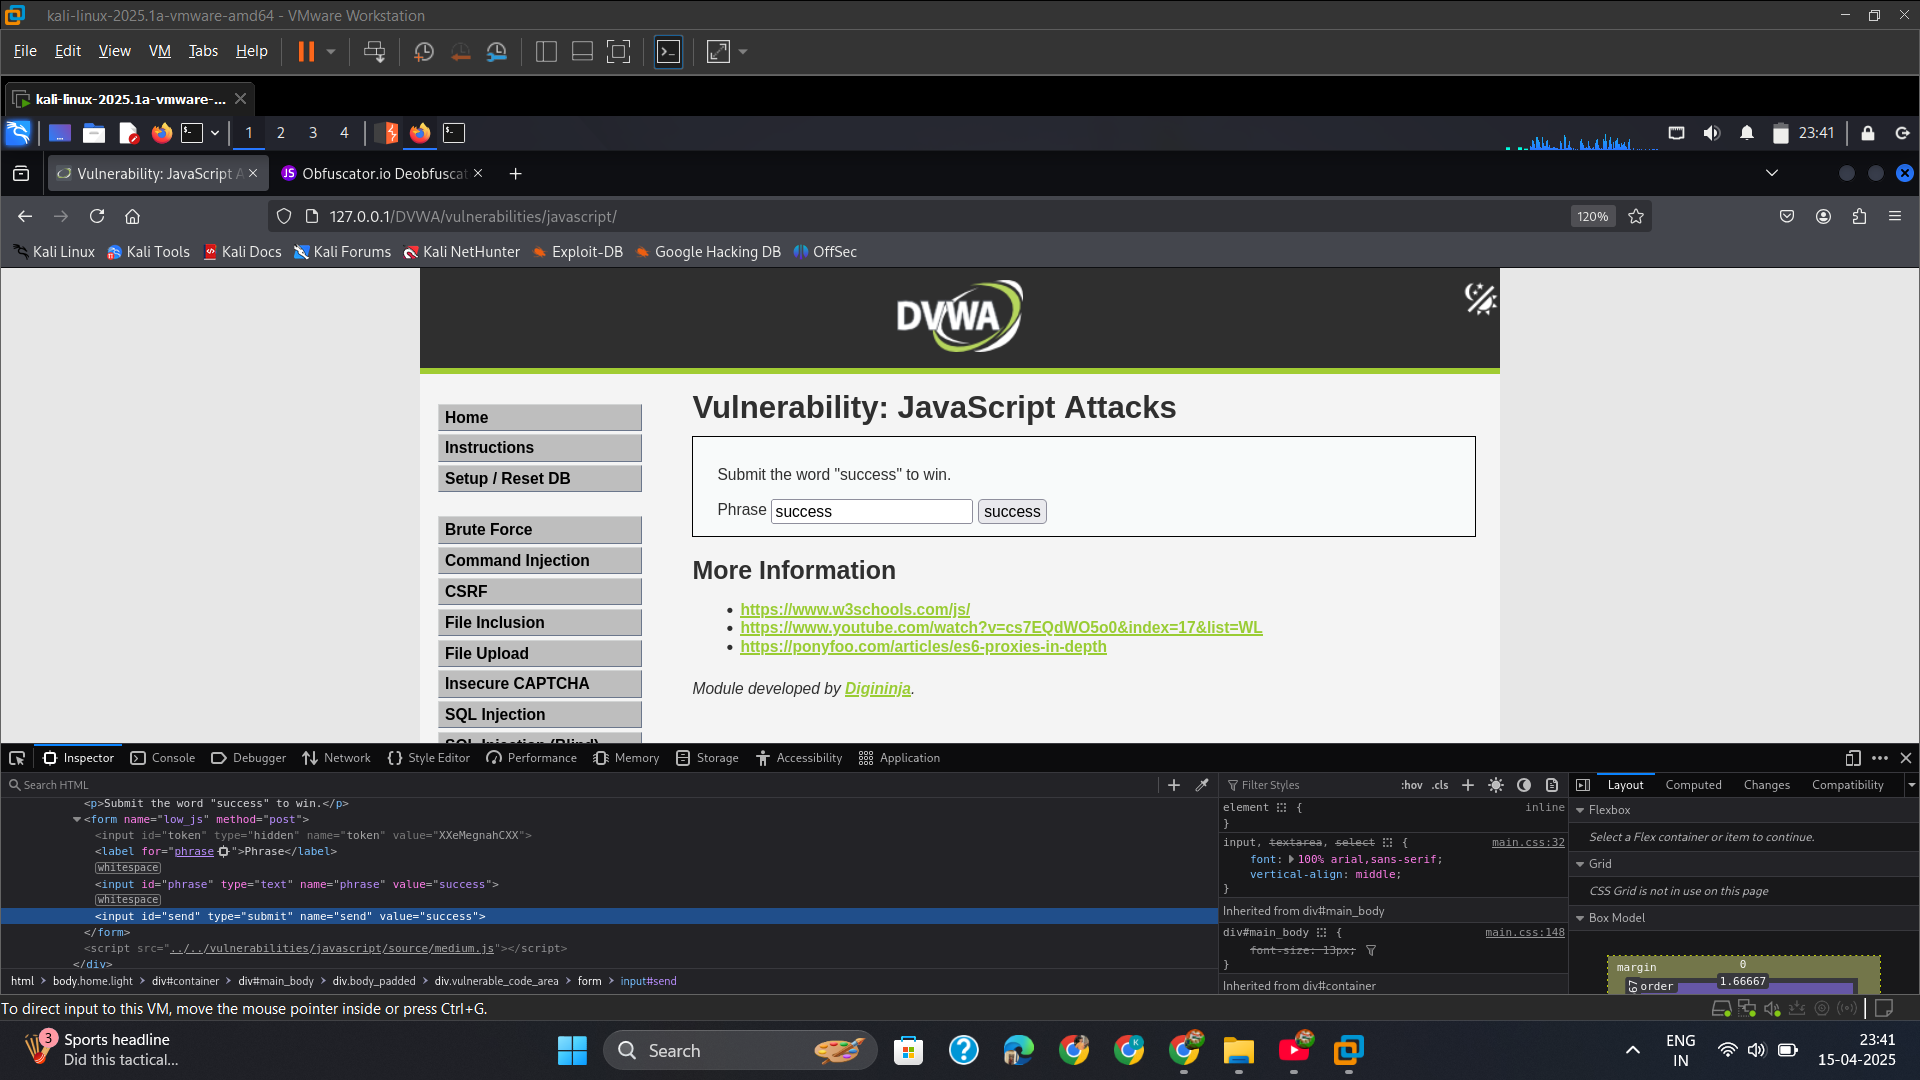 kali-linux-2025.1a-vmware-amd64 - VMware Workstation
File Edit View VM Tabs Help
kali-linux-2025.1a-vmware-...
1 2 3 4
23:41
Vulnerability: JavaScript A
JS Obfuscator.io Deobfuscat
127.0.0.1/DVWA/vulnerabilities/javascript/
120%
Kali Linux Kali Tools Kali Docs Kali Forums Kali NetHunter Exploit-DB Google Hacking DB OffSec
DVWA
Home
Instructions
Setup / Reset DB
Brute Force
Command Injection
CSRF
File Inclusion
File Upload
Insecure CAPTCHA
SQL Injection
SQL Injection (Blind)
Vulnerability: JavaScript Attacks
Submit the word "success" to win.
Phrase success success
More Information
https://www.w3schools.com/js/
https://www.youtube.com/watch?v=cs7EQdWO5o0&index=17&list=WL
https://ponyfoo.com/articles/es6-proxies-in-depth
Module developed by Digininja.
Inspector Console Debugger Network Style Editor Performance Memory Storage Accessibility Application
Search HTML
<p>Submit the word "success" to win.</p>
<form name="low_js" method="post">
<input id="token" type="hidden" name="token" value="XXeMegnahCXX">
<label for="phrase">Phrase</label>
whitespace
<input id="phrase" type="text" name="phrase" value="success">
whitespace
<input id="send" type="submit" name="send" value="success">
</form>
<script src="../../vulnerabilities/javascript/source/medium.js"></script>
</div>
html body.home.light div#container div#main_body div.body_padded div.vulnerable_code_area form input#send
Filter Styles :hov .cls
element { inline
}
input, textarea, select { main.css:32
font: 100% arial,sans-serif;
vertical-align: middle;
}
Inherited from div#main_body
div#main_body { main.css:148
font-size: 13px;
}
Inherited from div#container
Layout Computed Changes Compatibility
Flexbox
Select a Flex container or item to continue.
Grid
CSS Grid is not in use on this page
Box Model
margin 0
order 1.66667
67
To direct input to this VM, move the mouse pointer inside or press Ctrl+G.
3
Sports headline
Did this tactical...
Search
ENG
IN
23:41
15-04-2025